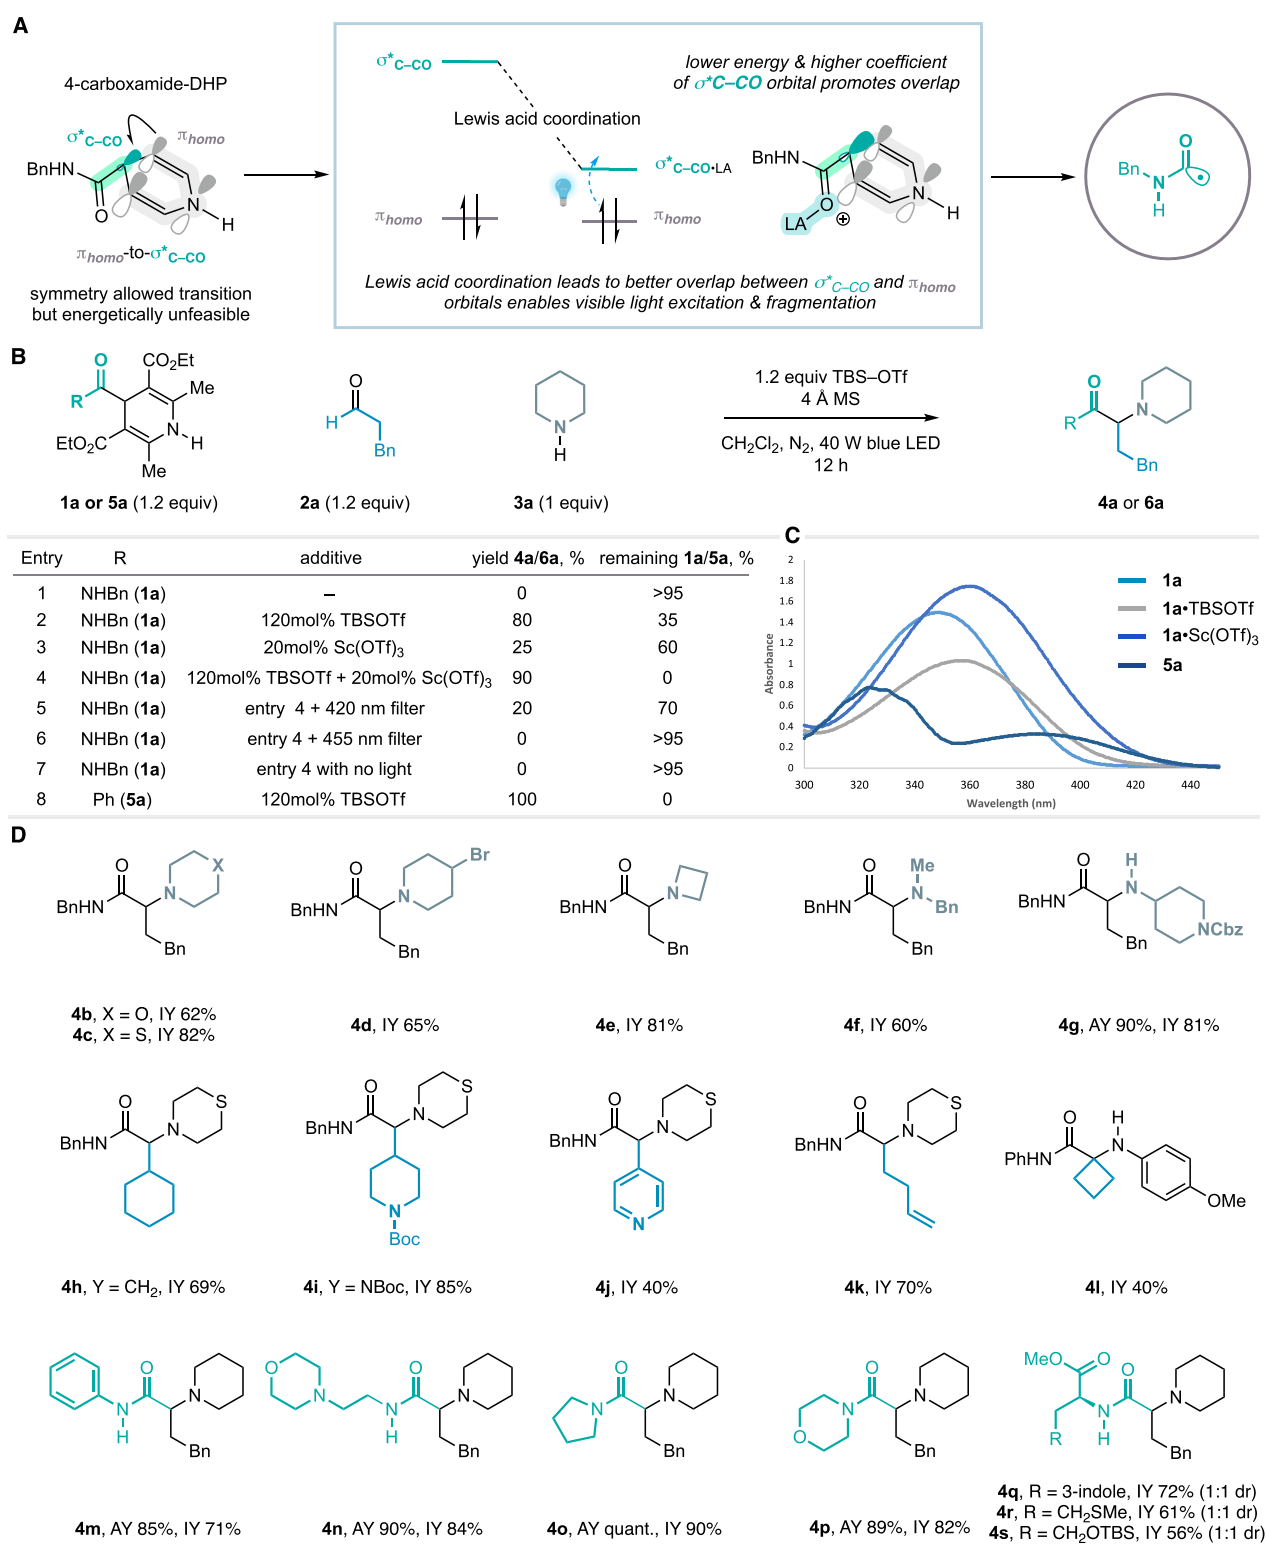 A
4-carboxamide-DHP
σ*C–CO
πhomo
BnHN
O
N
H
πhomo-to-σ*C–CO
symmetry allowed transition
but energetically unfeasible
σ*C–CO
lower energy & higher coefficient
of σ*C–CO orbital promotes overlap
Lewis acid coordination
σ*C–CO•LA
πhomo
πhomo
BnHN
O
LA
⊕
N
H
Lewis acid coordination leads to better overlap between σ*C–CO and πhomo
orbitals enables visible light excitation & fragmentation
O
Bn
N
H
B
O
R
CO2Et
Me
EtO2C
N
H
Me
1a or 5a (1.2 equiv)
O
H
Bn
2a (1.2 equiv)
N
H
3a (1 equiv)
1.2 equiv TBS–OTf
4 Å MS
CH2Cl2, N2, 40 W blue LED
12 h
O
R
N
Bn
4a or 6a
Entry R additive yield 4a/6a, % remaining 1a/5a, %
1 NHBn (1a) – 0 >95
2 NHBn (1a) 120mol% TBSOTf 80 35
3 NHBn (1a) 20mol% Sc(OTf)3 25 60
4 NHBn (1a) 120mol% TBSOTf + 20mol% Sc(OTf)3 90 0
5 NHBn (1a) entry 4 + 420 nm filter 20 70
6 NHBn (1a) entry 4 + 455 nm filter 0 >95
7 NHBn (1a) entry 4 with no light 0 >95
8 Ph (5a) 120mol% TBSOTf 100 0
C
2
1.8
1.6
1.4
1.2
1
0.8
0.6
0.4
0.2
0
Absorbance
300 320 340 360 380 400 420 440
Wavelength (nm)
1a
1a•TBSOTf
1a•Sc(OTf)3
5a
D
O
BnHN
N
X
Bn
4b, X = O, IY 62%
4c, X = S, IY 82%
O
BnHN
N
Br
Bn
4d, IY 65%
O
BnHN
N
Bn
4e, IY 81%
O
BnHN
Me
N
Bn
Bn
4f, IY 60%
O
BnHN
H
N
Bn
NCbz
4g, AY 90%, IY 81%
O
BnHN
N
S
4h, Y = CH2, IY 69%
O
BnHN
N
S
N
Boc
4i, Y = NBoc, IY 85%
O
BnHN
N
S
N
4j, IY 40%
O
BnHN
N
S
4k, IY 70%
O
PhHN
H
N
OMe
4l, IY 40%
O
N
H
N
Bn
4m, AY 85%, IY 71%
O
N
N
H
O
N
Bn
4n, AY 90%, IY 84%
O
N
N
Bn
4o, AY quant., IY 90%
O
N
O
N
Bn
4p, AY 89%, IY 82%
MeO
O
O
N
H
R
N
Bn
4q, R = 3-indole, IY 72% (1:1 dr)
4r, R = CH2SMe, IY 61% (1:1 dr)
4s, R = CH2OTBS, IY 56% (1:1 dr)